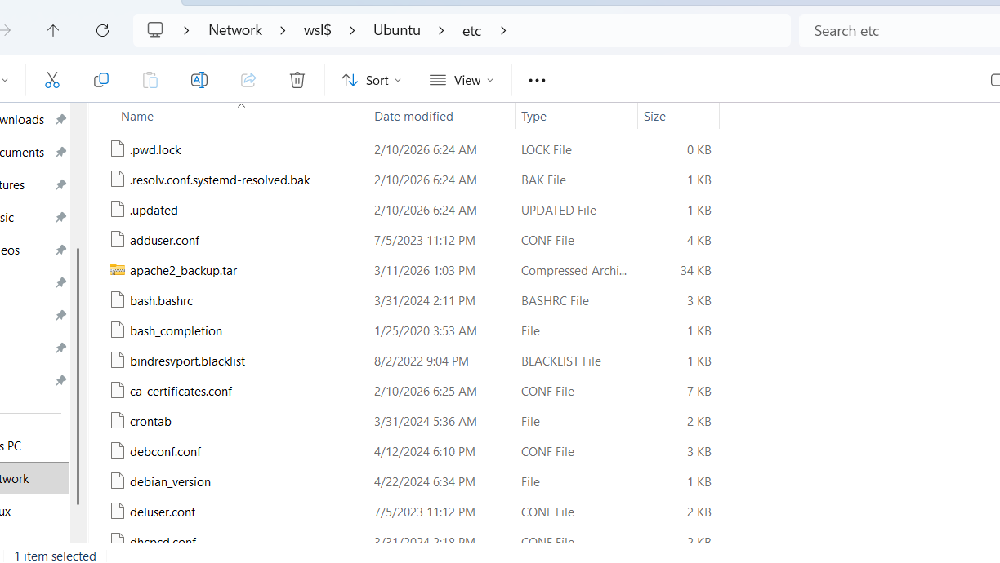 Network wsl$ Ubuntu etc Search etc
Sort View
Name Date modified Type Size
wnloads
cuments
tures
sic
eos
s PC
twork
ux
.pwd.lock 2/10/2026 6:24 AM LOCK File 0 KB
.resolv.conf.systemd-resolved.bak 2/10/2026 6:24 AM BAK File 1 KB
.updated 2/10/2026 6:24 AM UPDATED File 1 KB
adduser.conf 7/5/2023 11:12 PM CONF File 4 KB
apache2_backup.tar 3/11/2026 1:03 PM Compressed Archi... 34 KB
bash.bashrc 3/31/2024 2:11 PM BASHRC File 3 KB
bash_completion 1/25/2020 3:53 AM File 1 KB
bindresvport.blacklist 8/2/2022 9:04 PM BLACKLIST File 1 KB
ca-certificates.conf 2/10/2026 6:25 AM CONF File 7 KB
crontab 3/31/2024 5:36 AM File 2 KB
debconf.conf 4/12/2024 6:10 PM CONF File 3 KB
debian_version 4/22/2024 6:34 PM File 1 KB
deluser.conf 7/5/2023 11:12 PM CONF File 2 KB
dhcpcd.conf 3/31/2024 2:18 PM CONF File 2 KB
1 item selected